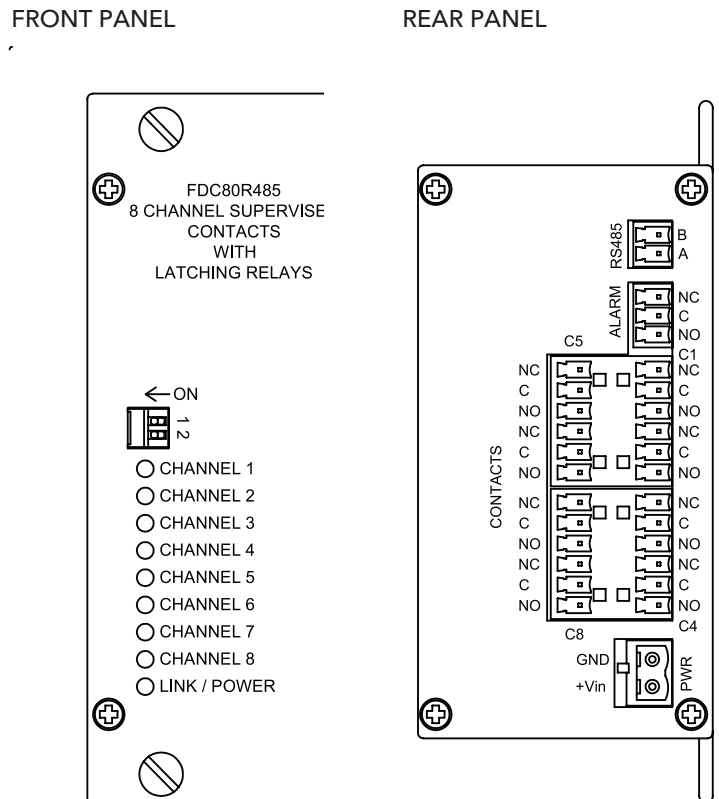 FRONT PANEL
REAR PANEL
FDC80R485
8 CHANNEL SUPERVISE
CONTACTS
WITH
LATCHING RELAYS
← ON
1
2
CHANNEL 1
CHANNEL 2
CHANNEL 3
CHANNEL 4
CHANNEL 5
CHANNEL 6
CHANNEL 7
CHANNEL 8
LINK / POWER
RS485
B
A
ALARM
NC
C
NO
C5
C1
NC
NC
C
C
NO
NO
NC
NC
C
C
NO
NO
CONTACTS
NC
NC
C
C
NO
NO
NC
NC
C
C
NO
NO
C8
C4
GND
+Vin
PWR